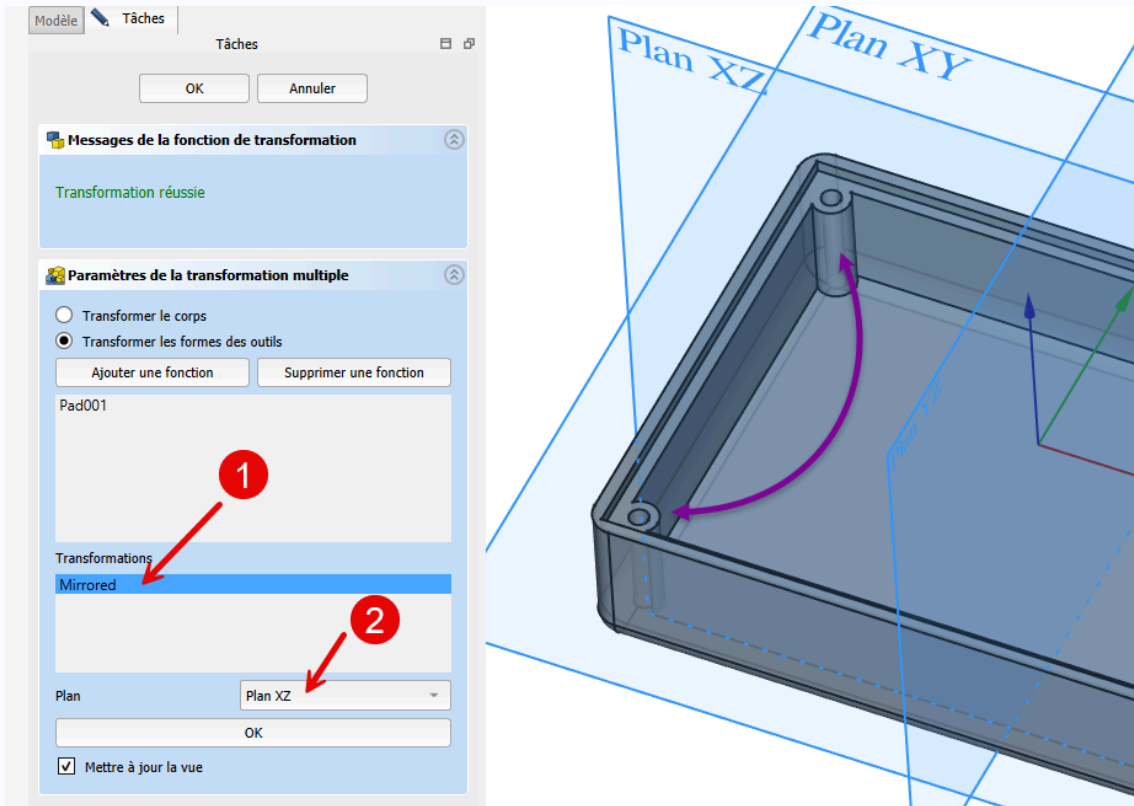 Modèle
Tâches
Tâches
OK
Annuler
Messages de la fonction de transformation
Transformation réussie
Paramètres de la transformation multiple
Transformer le corps
Transformer les formes des outils
Ajouter une fonction
Supprimer une fonction
Pad001
1
Transformations
Mirrored
2
Plan
Plan XZ
OK
Mettre à jour la vue
Plan XZ
Plan XY
Plan YZ